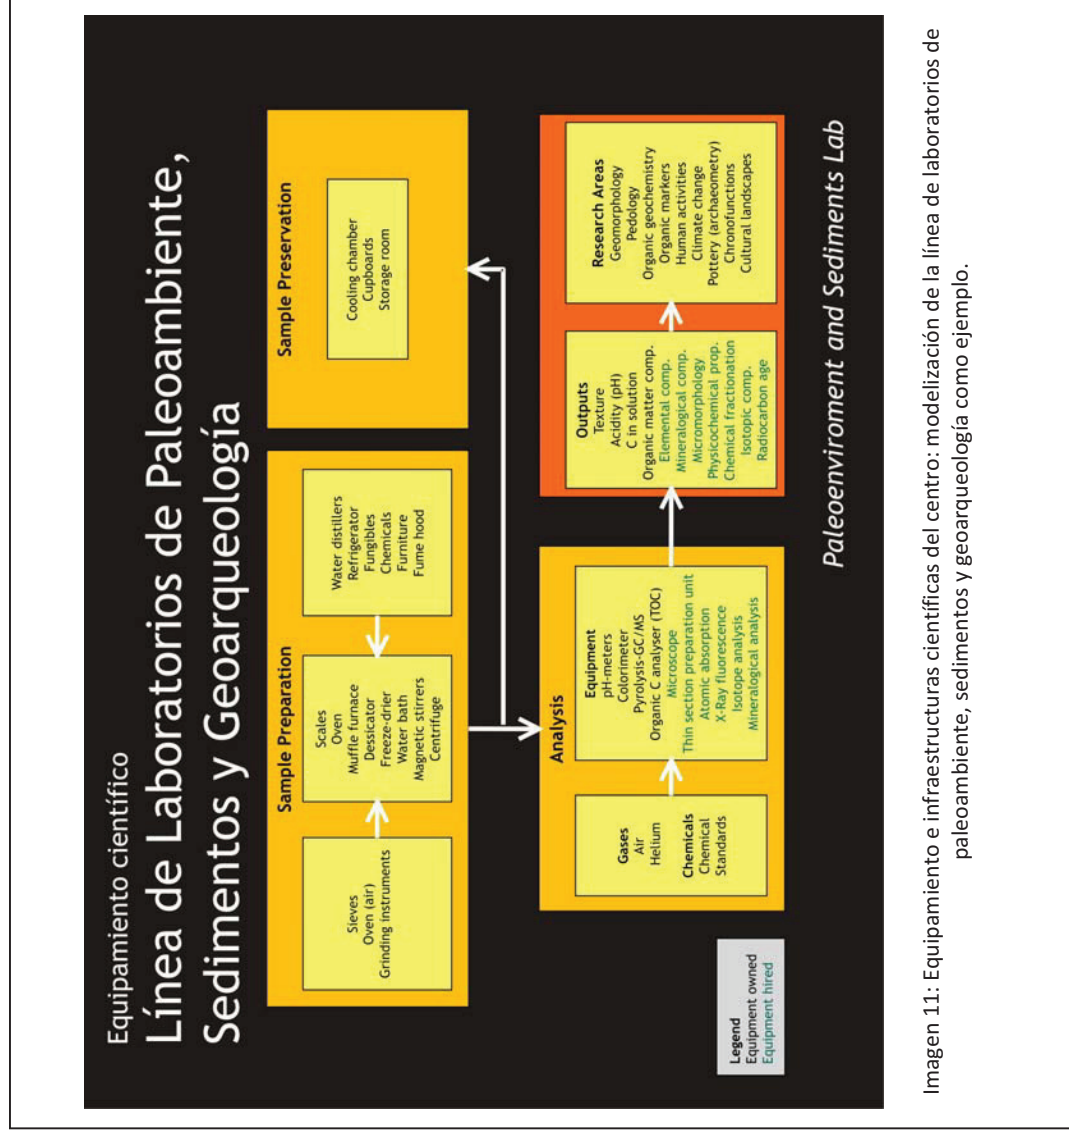 Equipamiento científico
Línea de Laboratorios de Paleoambiente,
Sedimentos y Geoarqueología
Sample Preparation
Sieves
Oven (air)
Grinding instruments
Scales
Oven
Muffle furnace
Dessicator
Freeze-drier
Water bath
Magnetic stirrers
Centrifuge
Water distillers
Refrigerator
Fungibles
Chemicals
Furniture
Fume hood
Sample Preservation
Cooling chamber
Cupboards
Storage room
Analysis
Gases
Air
Helium
Chemicals
Chemical
Standards
Equipment
pH-meters
Colorimeter
Pyrolysis-GC/MS
Organic C analyser (TOC)
Microscope
Thin section preparation unit
Atomic absorption
X-Ray fluorescence
Isotope analysis
Mineralogical analysis
Outputs
Texture
Acidity (pH)
C in solution
Organic matter comp.
Elemental comp.
Mineralogical comp.
Micromorphology
Physicochemical prop.
Chemical fractionation
Isotopic comp.
Radiocarbon age
Research Areas
Geomorphology
Pedology
Organic geochemistry
Organic markers
Human activities
Climate change
Pottery (archaeometry)
Chronofunctions
Cultural landscapes
Legend
Equipment owned
Equipment hired
Paleoenviroment and Sediments Lab
Imagen 11: Equipamiento e infraestructuras científicas del centro: modelización de la línea de laboratorios de
paleoambiente, sedimentos y geoarqueología como ejemplo.